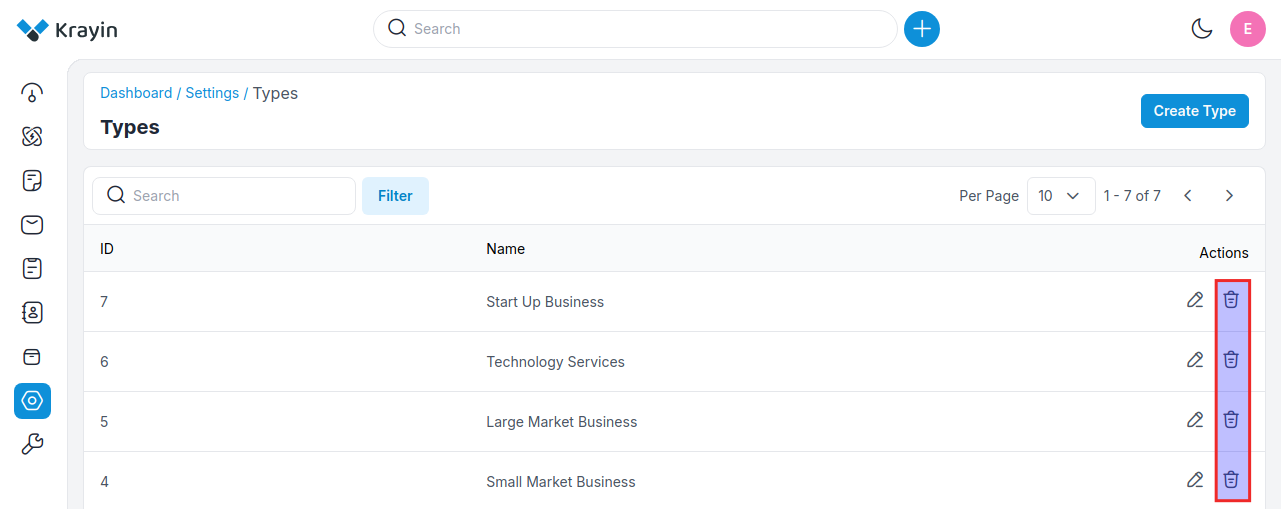 Krayin
Search
E
Dashboard / Settings / Types
Types
Create Type
Search
Filter
Per Page 10 1 - 7 of 7
ID Name Actions
7 Start Up Business
6 Technology Services
5 Large Market Business
4 Small Market Business